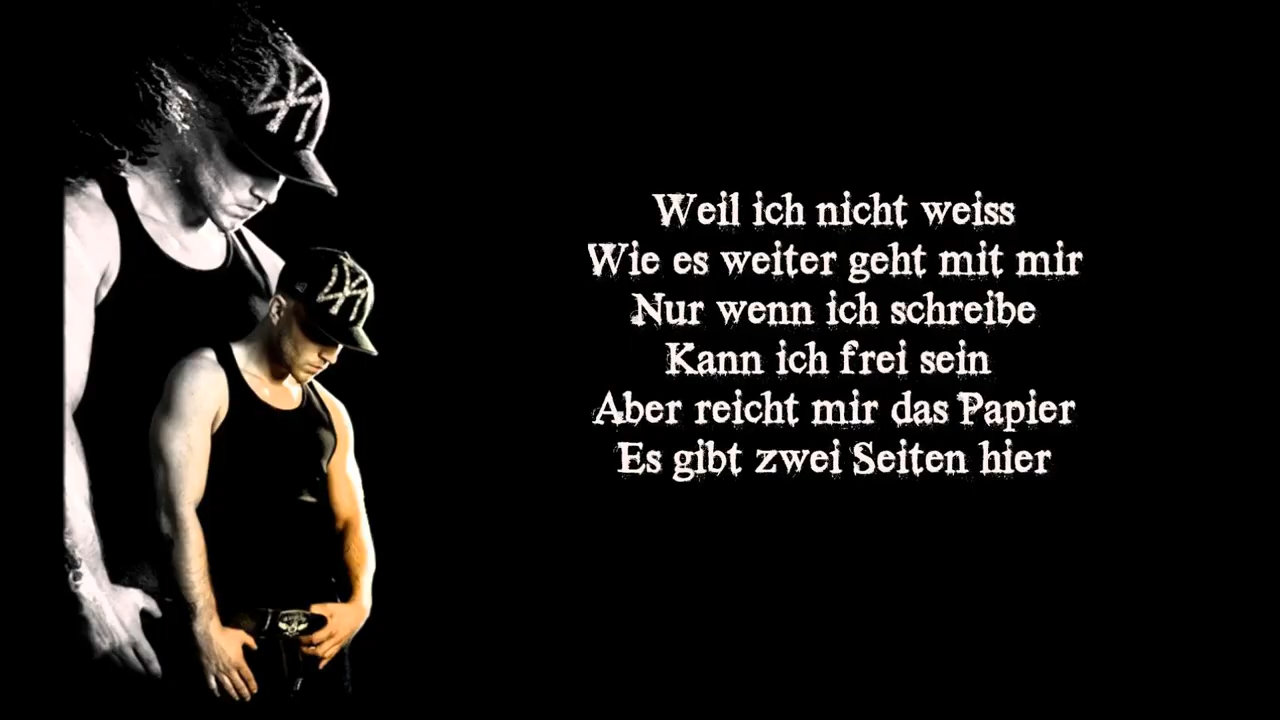 Weil ich nicht weiss
Wie es weiter geht mit mir
Nur wenn ich schreibe
Kann ich frei sein
Aber reicht mir das Papier
Es gibt zwei Seiten hier